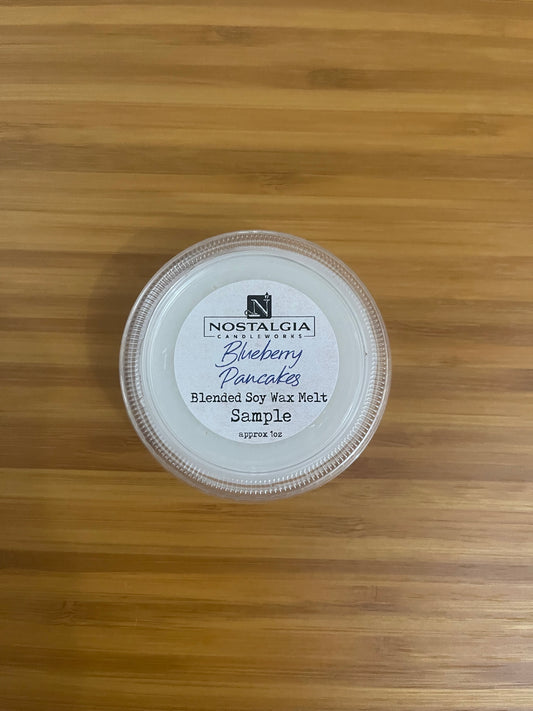 N
NOSTALGIA
CANDLEWORKS
Blueberry
Pancakes
Blended Soy Wax Melt
Sample
approx 1oz